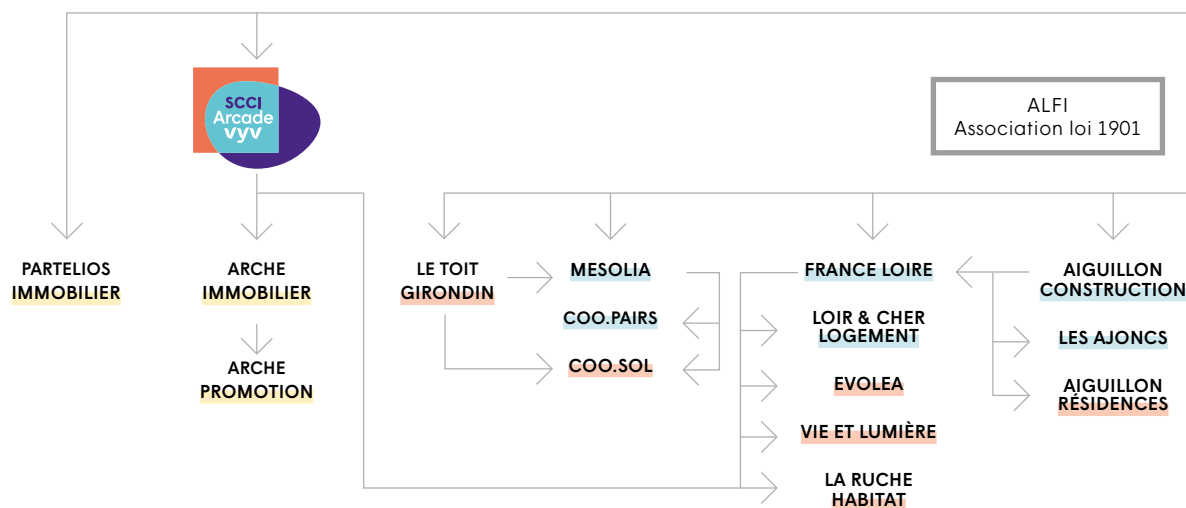 SCCI
Arcade
vyv
ALFI
Association loi 1901
PARTELIOS
IMMOBILIER
ARCHE
IMMOBILIER
ARCHE
PROMOTION
LE TOIT
GIRONDIN
MESOLIA
COO.PAIRS
COO.SOL
FRANCE LOIRE
LOIR & CHER
LOGEMENT
EVOLEA
VIE ET LUMIÈRE
LA RUCHE
HABITAT
AIGUILLON
CONSTRUCTION
LES AJONCS
AIGUILLON
RÉSIDENCES